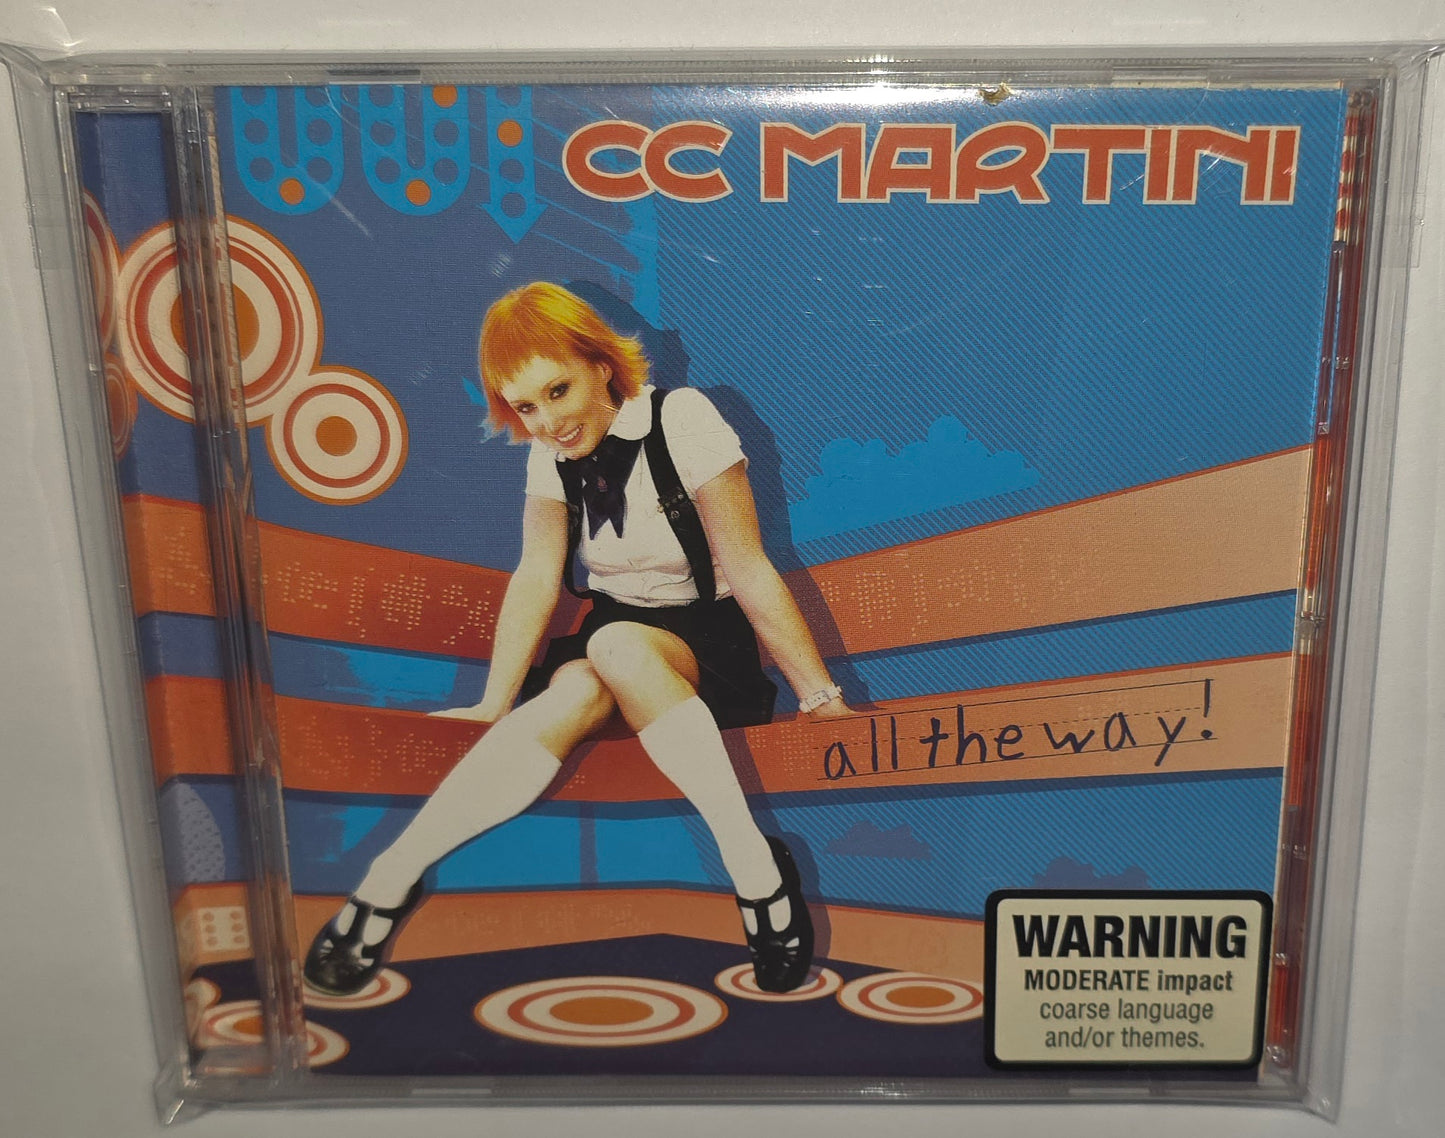 CC MARTINI
all the way!
WARNING
MODERATE impact
coarse language
and/or themes.